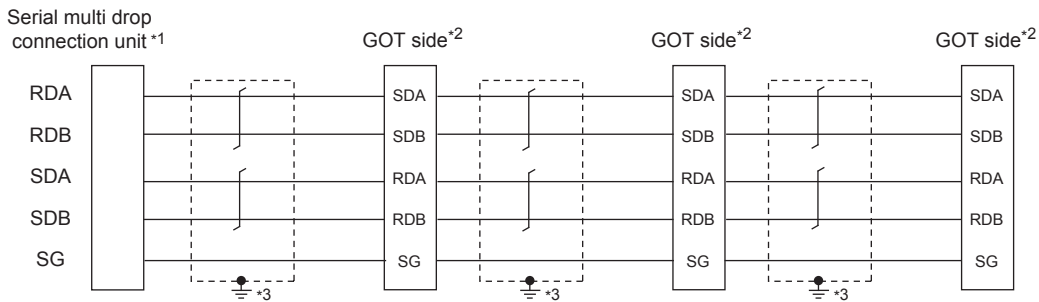 Serial multi drop
connection unit *1
GOT side*2
GOT side*2
GOT side*2
RDA
SDA
SDA
SDA
RDB
SDB
SDB
SDB
SDA
RDA
RDA
RDA
SDB
RDB
RDB
RDB
SG
SG
SG
SG
*3
*3
*3